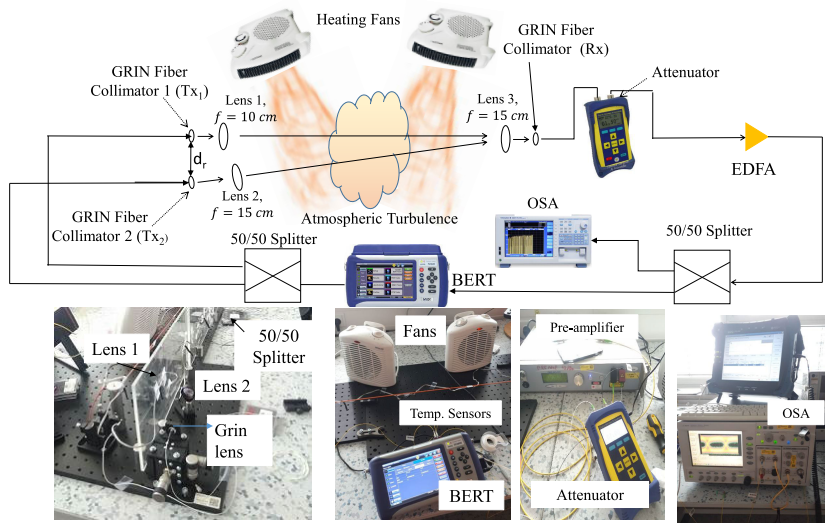 Heating Fans
GRIN Fiber
Collimator (Rx)
Attenuator
GRIN Fiber
Collimator 1 (Tx₁)
Lens 1,
f = 10 cm
Lens 3,
f = 15 cm
dᵣ
EDFA
Lens 2,
f = 15 cm
GRIN Fiber
Collimator 2 (Tx₂)
Atmospheric Turbulence
OSA
50/50 Splitter
50/50 Splitter
BERT
50/50
Splitter
Lens 1
Lens 2
Grin
lens
Fans
Temp. Sensors
BERT
Pre-amplifier
Attenuator
OSA